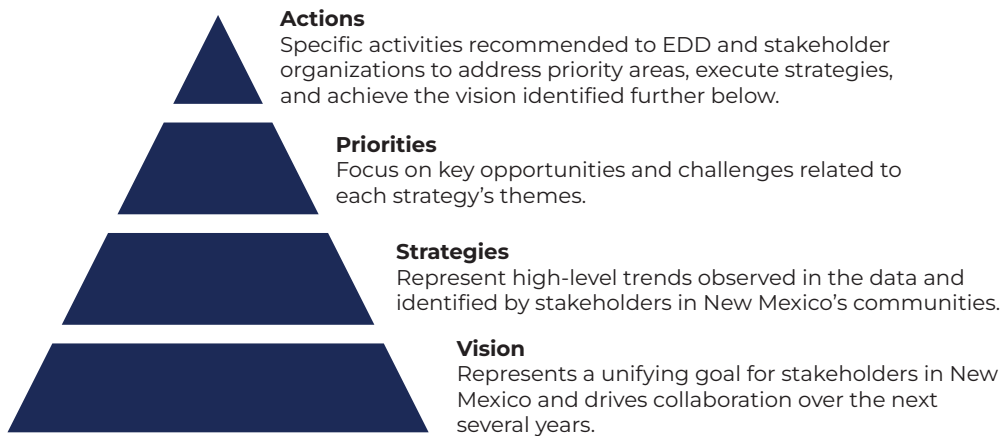 Actions
Specific activities recommended to EDD and stakeholder
organizations to address priority areas, execute strategies,
and achieve the vision identified further below.
Priorities
Focus on key opportunities and challenges related to
each strategy’s themes.
Strategies
Represent high-level trends observed in the data and
identified by stakeholders in New Mexico’s communities.
Vision
Represents a unifying goal for stakeholders in New
Mexico and drives collaboration over the next
several years.